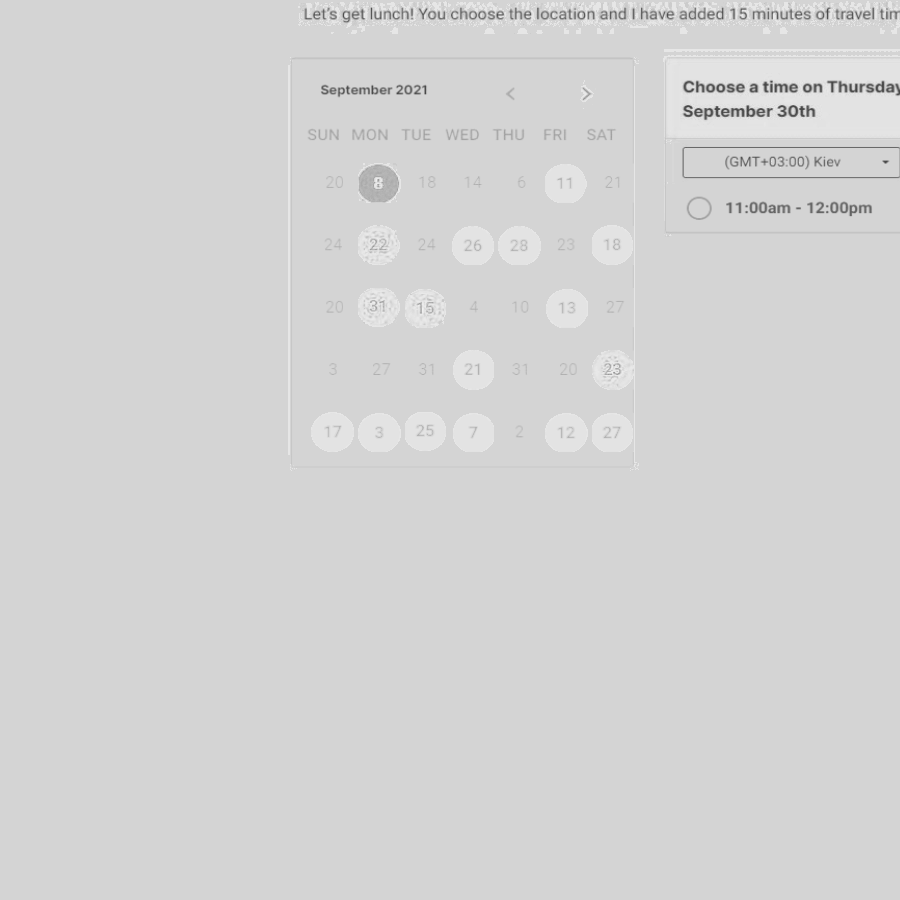 Let's get lunch! You choose the location and I have added 15 minutes of travel tim
September 2021
SUN MON TUE WED THU FRI SAT
20 8 18 14 6 11 21
24 22 24 26 28 23 18
20 31 15 4 10 13 27
3 27 31 21 31 20 23
17 3 25 7 2 12 27
Choose a time on Thursday
September 30th
(GMT+03:00) Kiev
11:00am - 12:00pm